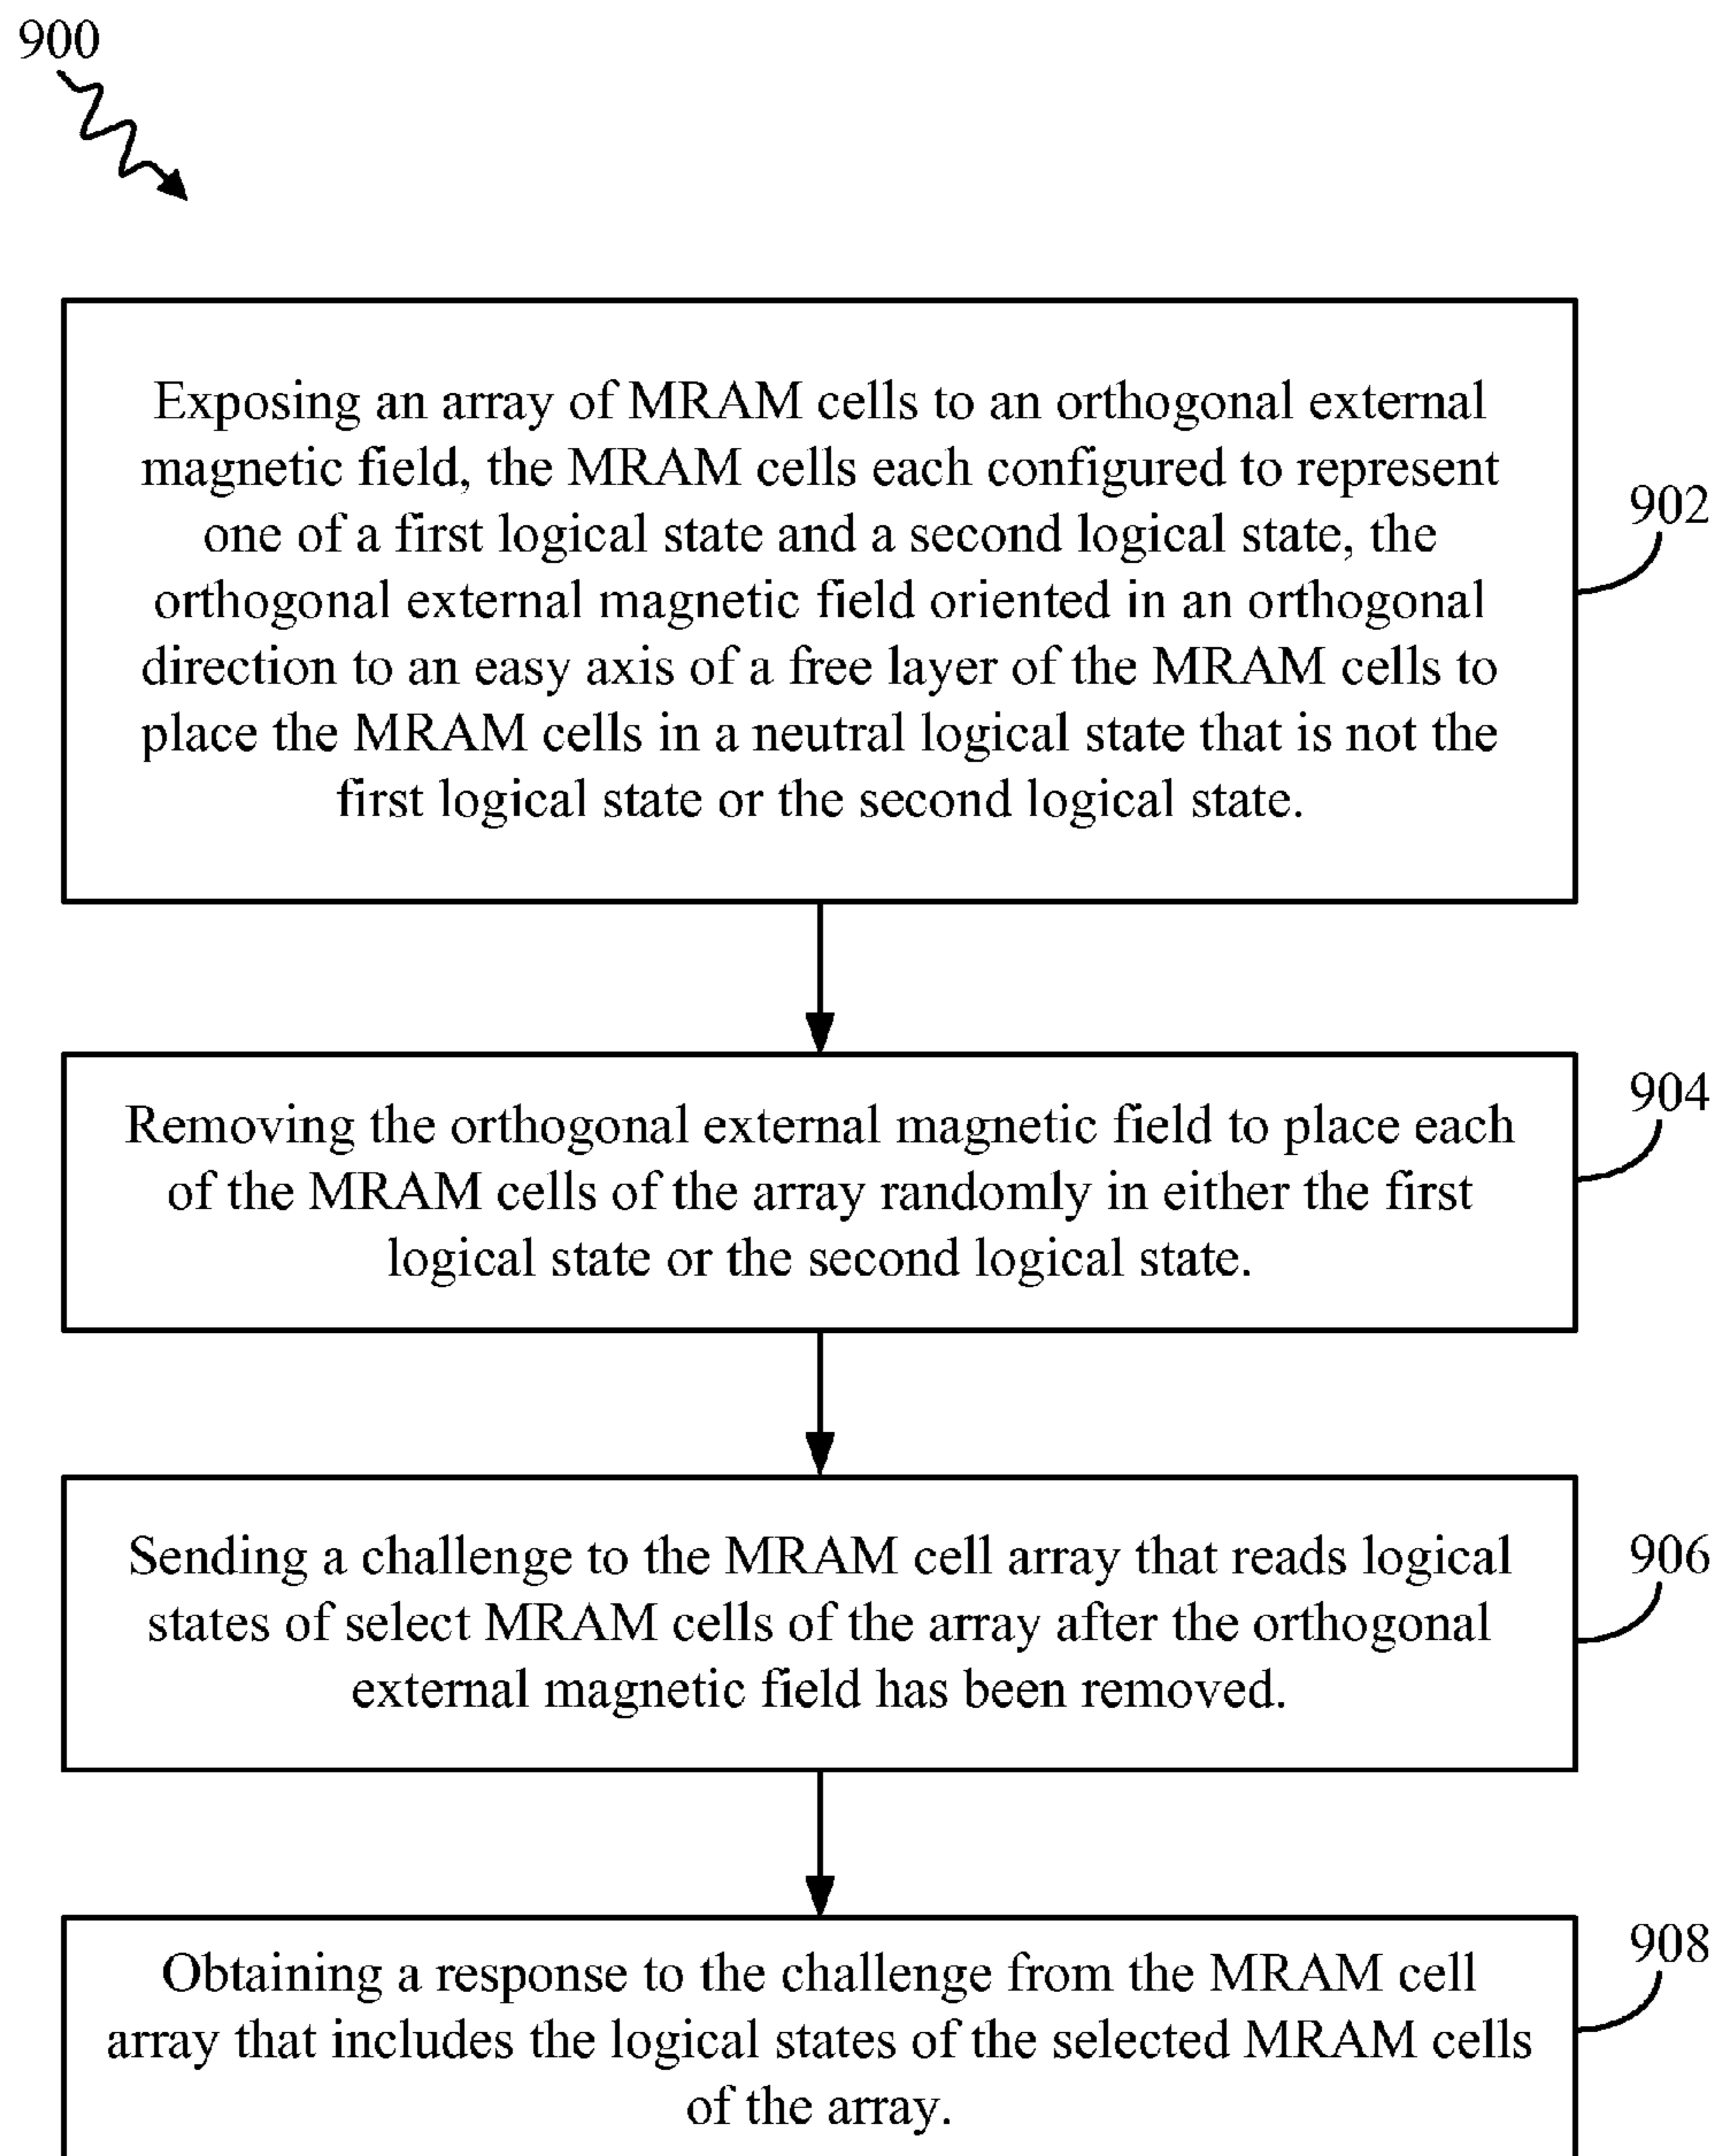 900
Exposing an array of MRAM cells to an orthogonal external
magnetic field, the MRAM cells each configured to represent
one of a first logical state and a second logical state, the
orthogonal external magnetic field oriented in an orthogonal
direction to an easy axis of a free layer of the MRAM cells to
place the MRAM cells in a neutral logical state that is not the
first logical state or the second logical state.
902
Removing the orthogonal external magnetic field to place each
of the MRAM cells of the array randomly in either the first
logical state or the second logical state.
904
Sending a challenge to the MRAM cell array that reads logical
states of select MRAM cells of the array after the orthogonal
external magnetic field has been removed.
906
Obtaining a response to the challenge from the MRAM cell
array that includes the logical states of the selected MRAM cells
of the array.
908